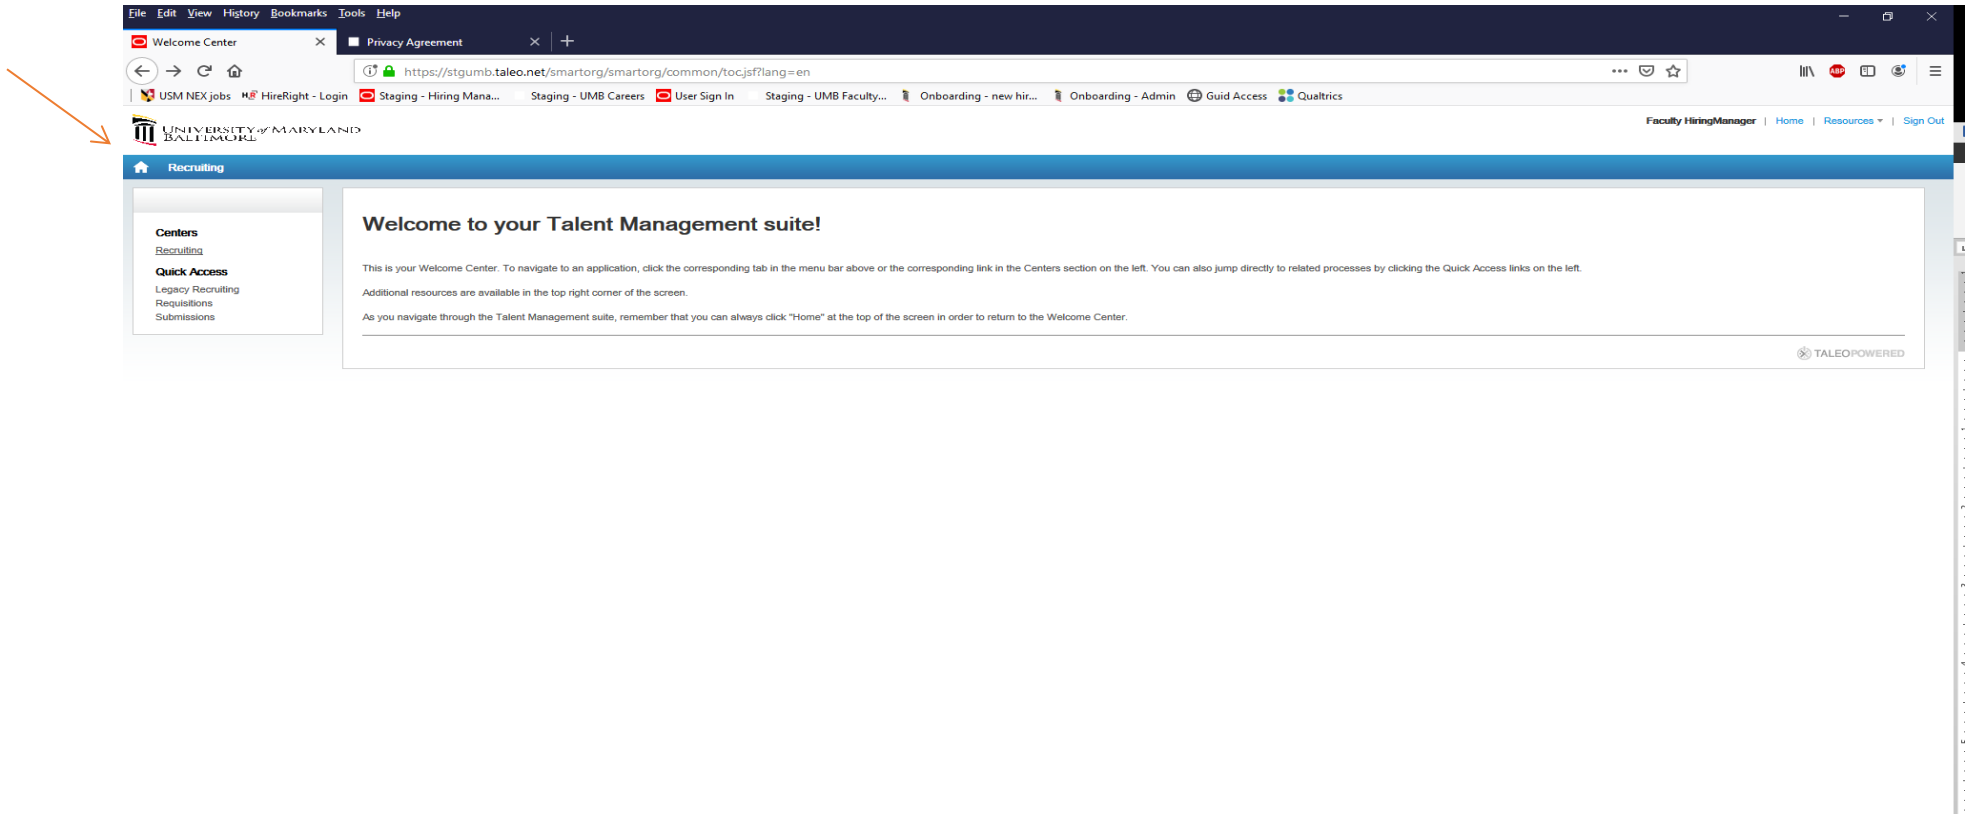 File Edit View History Bookmarks Tools Help
Welcome Center Privacy Agreement
https://stgumb.taleo.net/smartorg/smartorg/common/toc.jsf?lang=en
ABP
USM NEX jobs HireRight - Login Staging - Hiring Mana... Staging - UMB Careers User Sign In Staging - UMB Faculty... Onboarding - new hir... Onboarding - Admin Guid Access Qualtrics
UNIVERSITY of MARYLAND
BALTIMORE
Faculty HiringManager | Home | Resources | Sign Out
Recruiting
Centers
Recruiting
Quick Access
Legacy Recruiting
Requisitions
Submissions
Welcome to your Talent Management suite!
This is your Welcome Center. To navigate to an application, click the corresponding tab in the menu bar above or the corresponding link in the Centers section on the left. You can also jump directly to related processes by clicking the Quick Access links on the left.
Additional resources are available in the top right corner of the screen.
As you navigate through the Talent Management suite, remember that you can always click "Home" at the top of the screen in order to return to the Welcome Center.
TALEOPOWERED